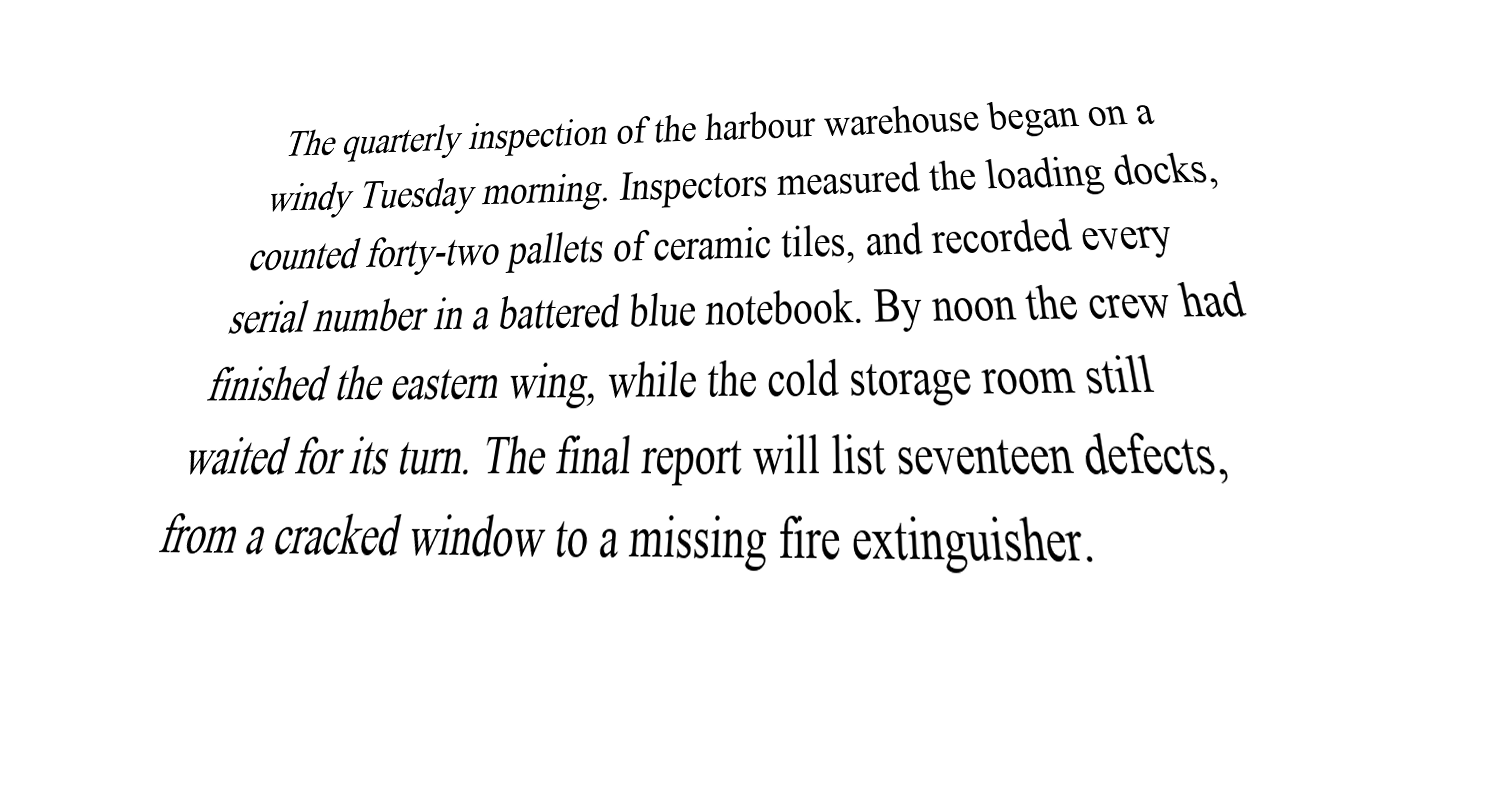 The quarterly inspection of the harbour warehouse began on a
windy Tuesday morning. Inspectors measured the loading docks,
counted forty-two pallets of ceramic tiles, and recorded every
serial number in a battered blue notebook. By noon the crew had
finished the eastern wing, while the cold storage room still
waited for its turn. The final report will list seventeen defects,
from a cracked window to a missing fire extinguisher.